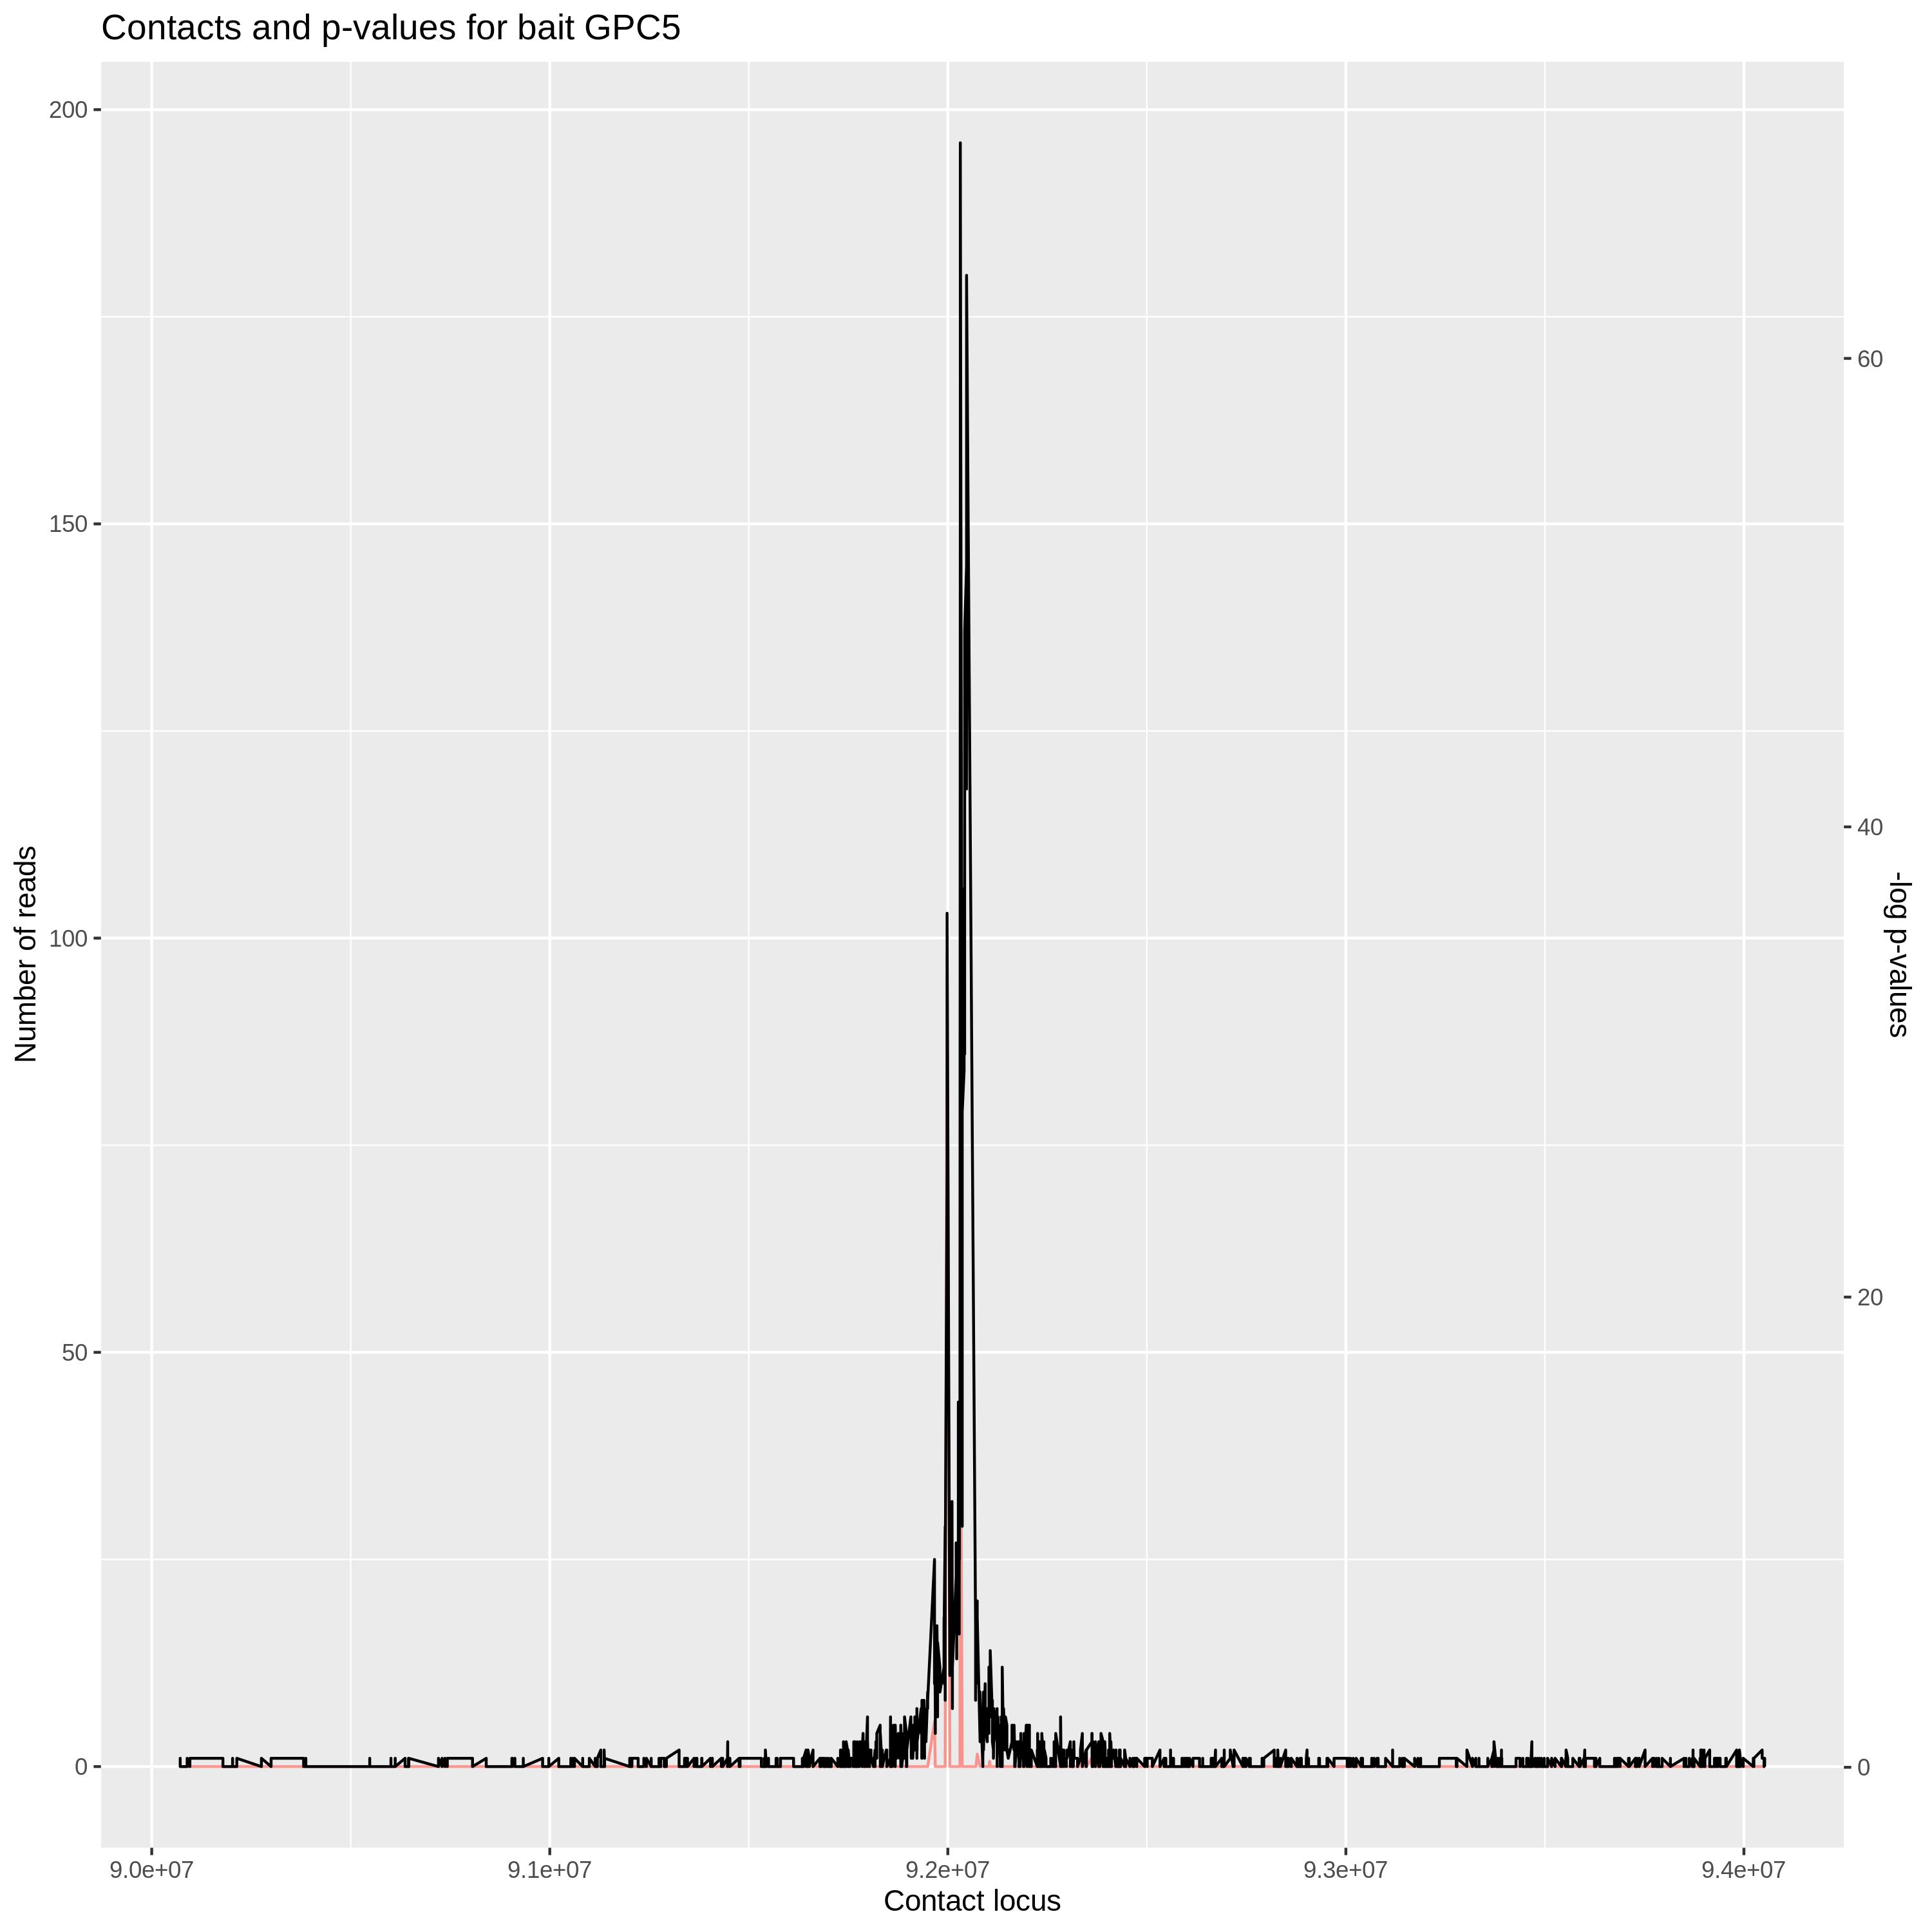 Contacts and p-values for bait GPC5
200
150
100
50
0
Number of reads
60
40
20
0
-log p-values
9.0e+07
9.1e+07
9.2e+07
9.3e+07
9.4e+07
Contact locus